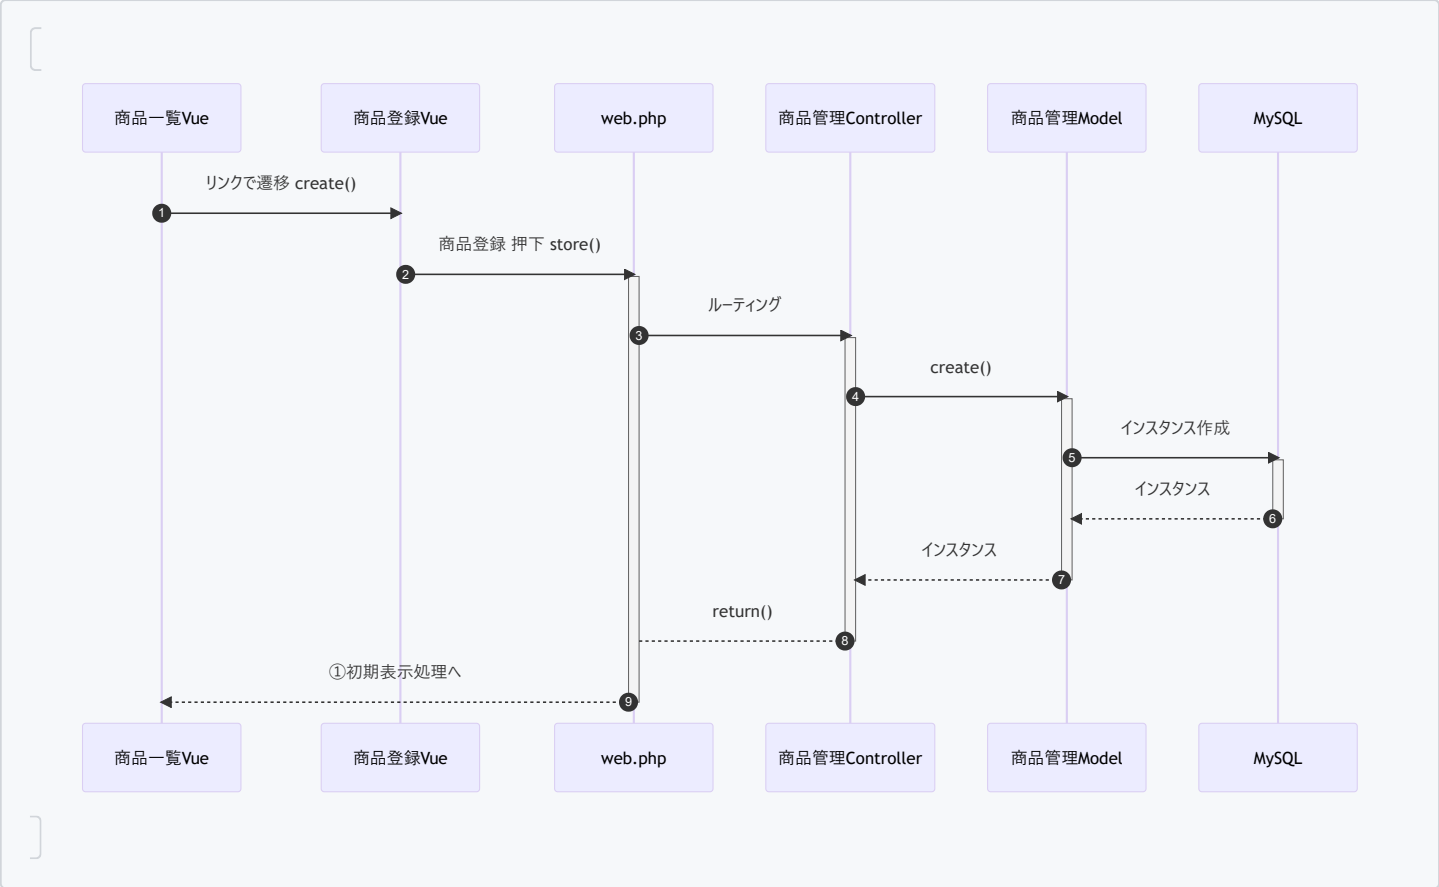 商品一覧Vue
商品登録Vue
web.php
商品管理Controller
商品管理Model
MySQL
リンクで遷移 create()
1
商品登録 押下 store()
2
ルーティング
3
create()
4
インスタンス作成
5
インスタンス
6
インスタンス
7
return()
8
①初期表示処理へ
9
商品一覧Vue
商品登録Vue
web.php
商品管理Controller
商品管理Model
MySQL